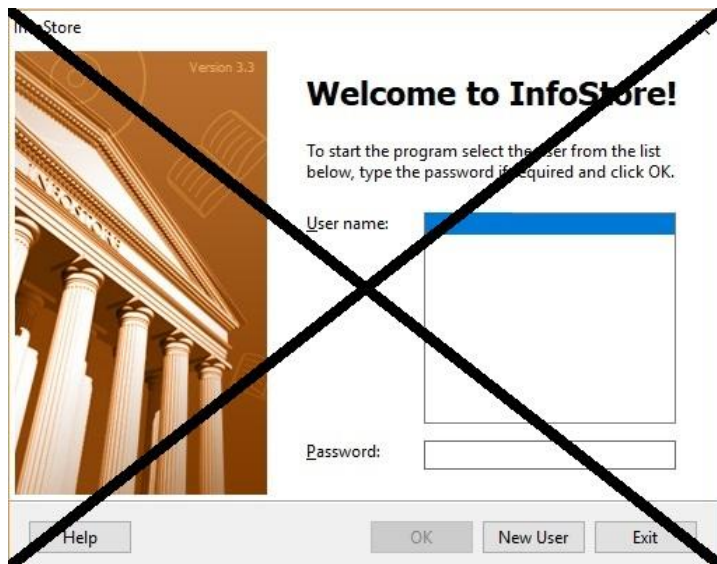 InfoStore
Version 3.3
INFOSTORE
Welcome to InfoStore!
To start the program select the user from the list
below, type the password if required and click OK.
User name:
Password:
Help
OK
New User
Exit